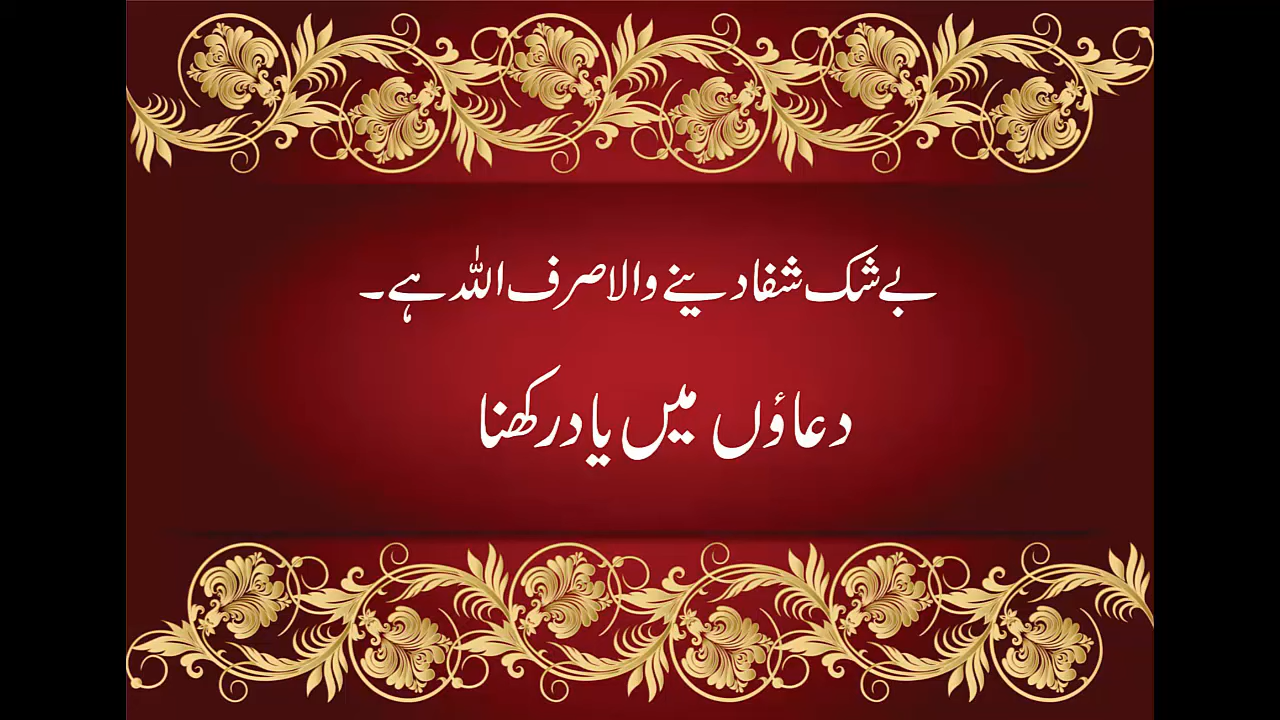 بے شک شفا دینے والا صرف اللہ ہے۔
دعاؤں میں یاد رکھنا